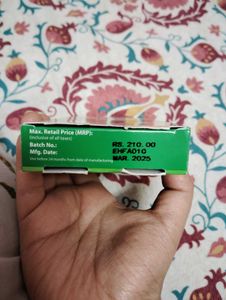 Max. Retail Price (MRP): RS. 210.00
(Inclusive of all taxes)
Batch No.: EHFA010
Mfg. Date: MAR. 2025
Use before 24 months from date of manufacturing